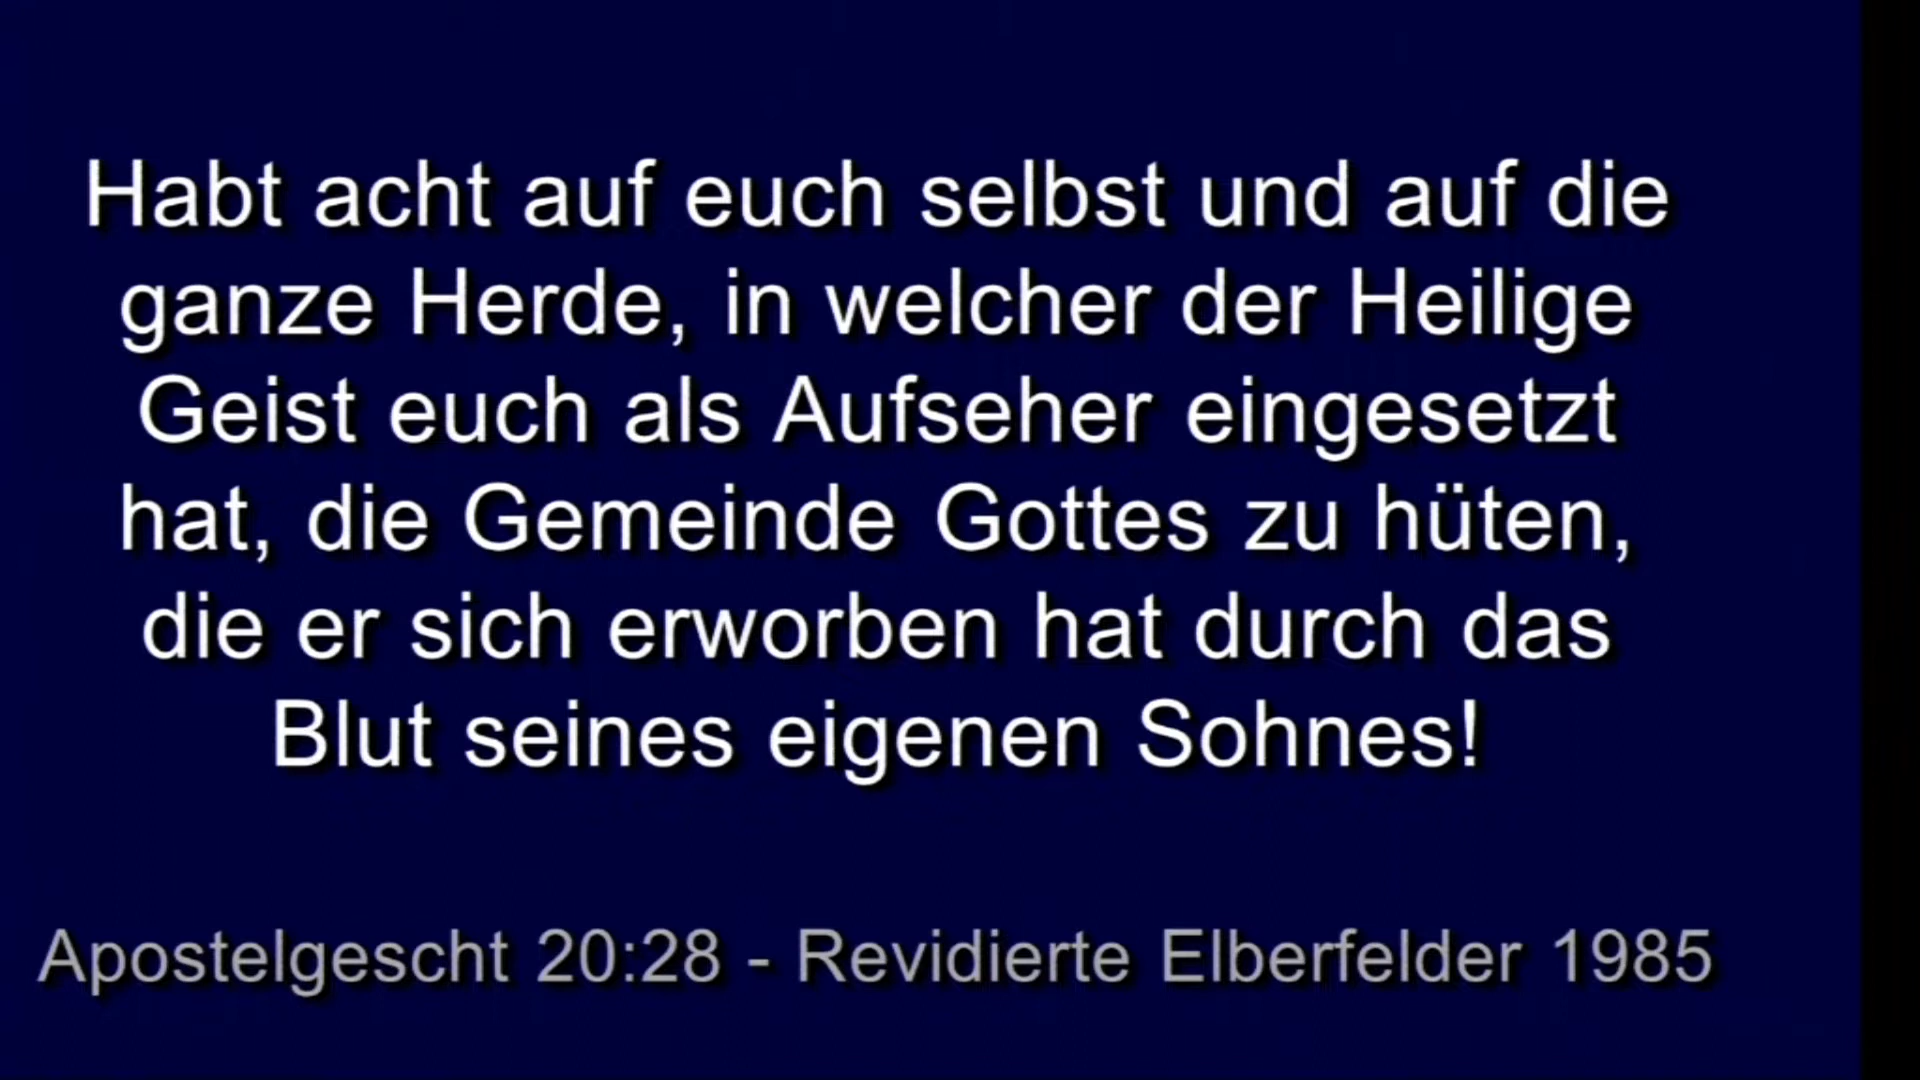 Habt acht auf euch selbst und auf die
ganze Herde, in welcher der Heilige
Geist euch als Aufseher eingesetzt
hat, die Gemeinde Gottes zu hüten,
die er sich erworben hat durch das
Blut seines eigenen Sohnes!
Apostelgescht 20:28 - Revidierte Elberfelder 1985